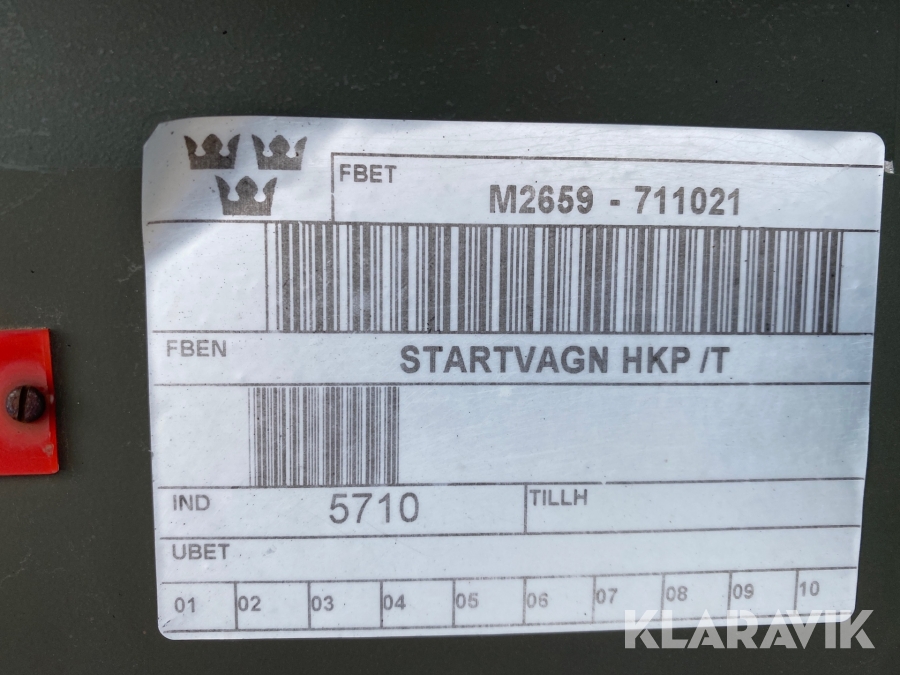 FBET
M2659 - 711021
FBEN
STARTVAGN HKP /T
IND
5710
TILLH
UBET
01 02 03 04 05 06 07 08 09 10
KLARAVIK